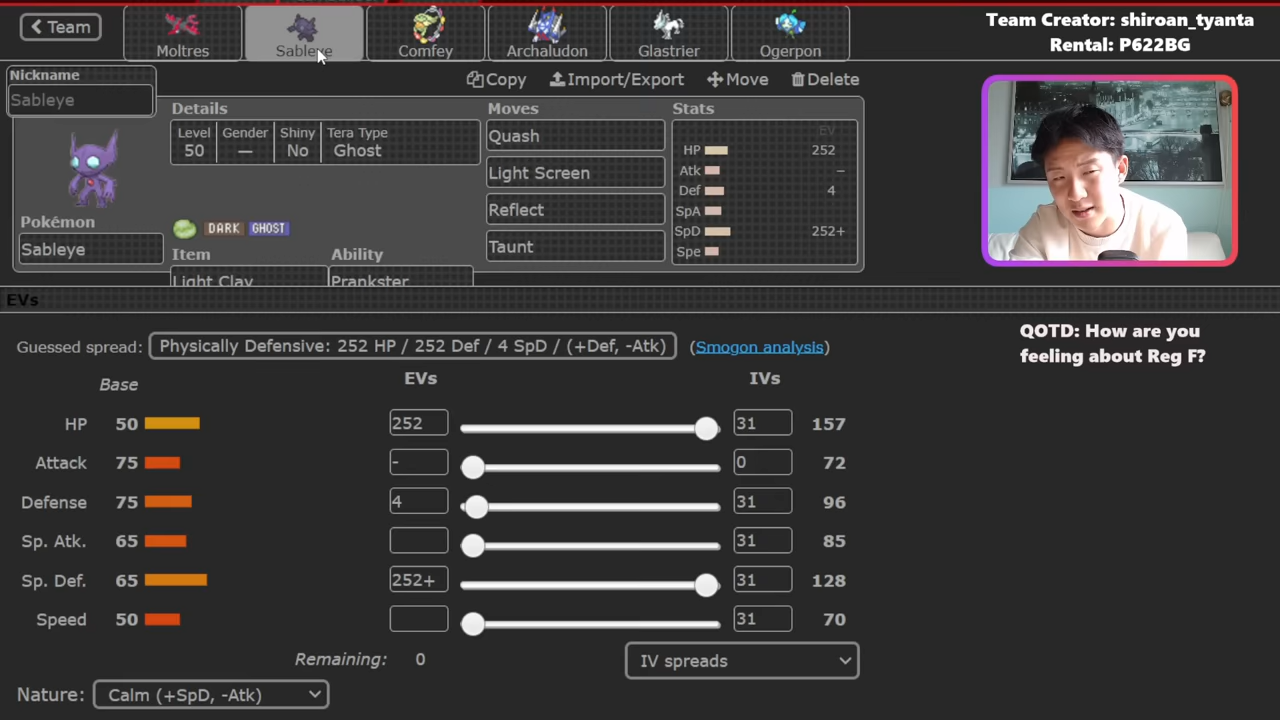 Team
Moltres
Sableye
Comfey
Archaludon
Glastrier
Ogerpon
Team Creator: shiroan_tyanta
Rental: P622BG
Nickname
Sableye
Copy
Import/Export
Move
Delete
Details
Level
50
Gender
—
Shiny
No
Tera Type
Ghost
Moves
Quash
Light Screen
Reflect
Taunt
Stats
EV
HP 252
Atk –
Def 4
SpA
SpD 252+
Spe
Pokémon
Sableye
DARK GHOST
Item
Light Clay
Ability
Prankster
EVs
Guessed spread: Physically Defensive: 252 HP / 252 Def / 4 SpD / (+Def, -Atk) (Smogon analysis)
QOTD: How are you
feeling about Reg F?
Base EVs IVs
HP 50 252 31 157
Attack 75 - 0 72
Defense 75 4 31 96
Sp. Atk. 65 31 85
Sp. Def. 65 252+ 31 128
Speed 50 31 70
Remaining: 0
IV spreads
Nature: Calm (+SpD, -Atk)